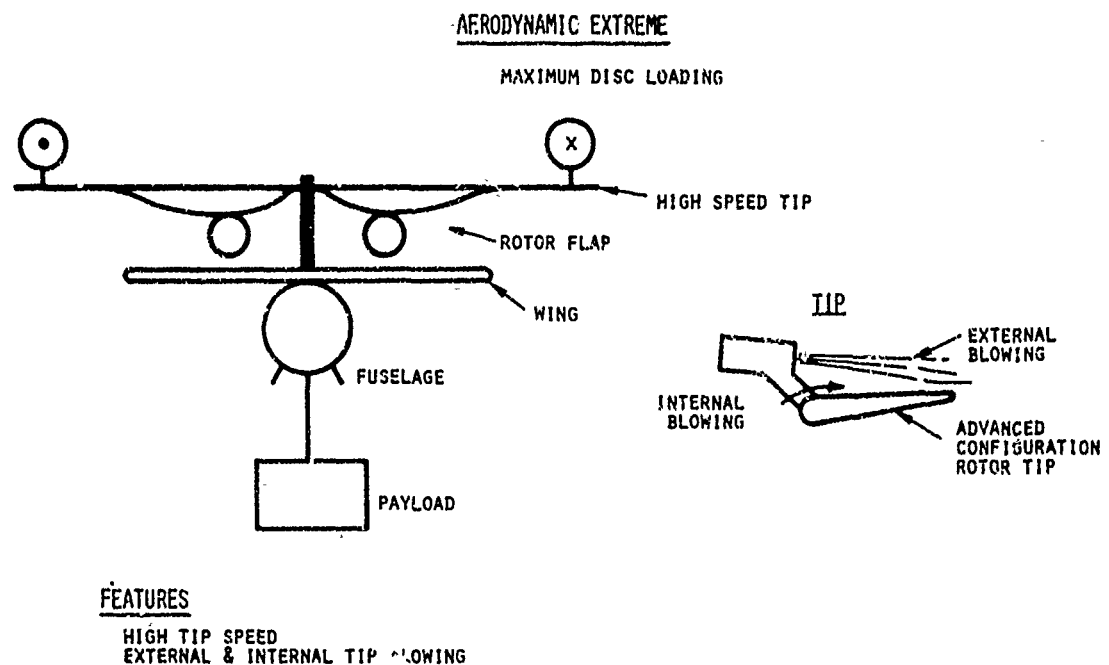 AERODYNAMIC EXTREME
MAXIMUM DISC LOADING
X
HIGH SPEED TIP
ROTOR FLAP
WING
FUSELAGE
PAYLOAD
TIP
EXTERNAL
BLOWING
INTERNAL
BLOWING
ADVANCED
CONFIGURATION
ROTOR TIP
FEATURES
HIGH TIP SPEED
EXTERNAL & INTERNAL TIP